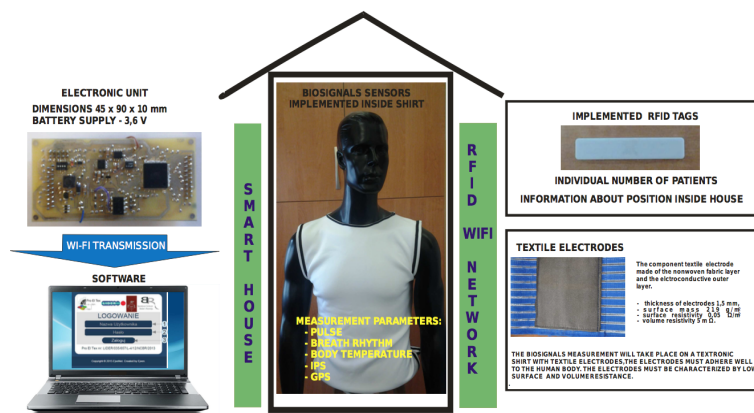 ELECTRONIC UNIT
DIMENSIONS 45 x 90 x 10 mm
BATTERY SUPPLY - 3,6 V
WI-FI TRANSMISSION
SOFTWARE
LOGOWANIE
SMART HOUSE
BIOSIGNALS SENSORS
IMPLEMENTED INSIDE SHIRT
MEASUREMENT PARAMETERS:
- PULSE
- BREATH RHYTHM
- BODY TEMPERATURE
- IPS
- GPS
RFID WIFI NETWORK
IMPLEMENTED RFID TAGS
INDIVIDUAL NUMBER OF PATIENTS
INFORMATION ABOUT POSITION INSIDE HOUSE
TEXTILE ELECTRODES
The component textile electrode
made of the nonwoven fabric layer
and the elctroconductive outer
layer.
- thickness of electrodes 1,5 mm,
- surface mass 219 g/m²
- surface resistivity 0,05 Ω/m²
- volume resistivity 5 m Ω.
THE BIOSIGNALS MEASUREMENT WILL TAKE PLACE ON A TEXTRONIC
SHIRT WITH TEXTILE ELECTRODES,THE ELECTRODES MUST ADHERE WELL
TO THE HUMAN BODY. THE ELECTRODES MUST BE CHARACTERIZED BY LOW
SURFACE AND VOLUMERESISTANCE.